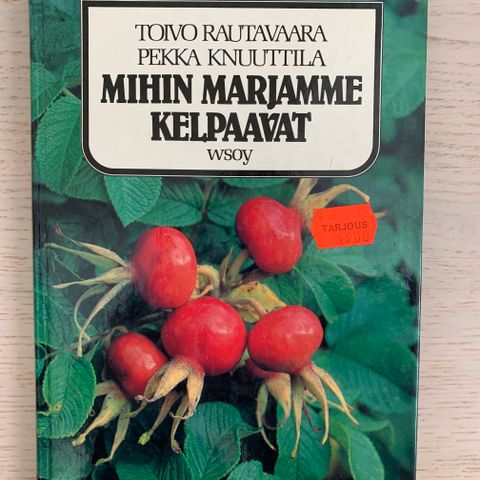 TOIVO RAUTAVAARA
PEKKA KNUUTTILA
MIHIN MARJAMME
KELPAAVAT
wsoy
TARJOUS